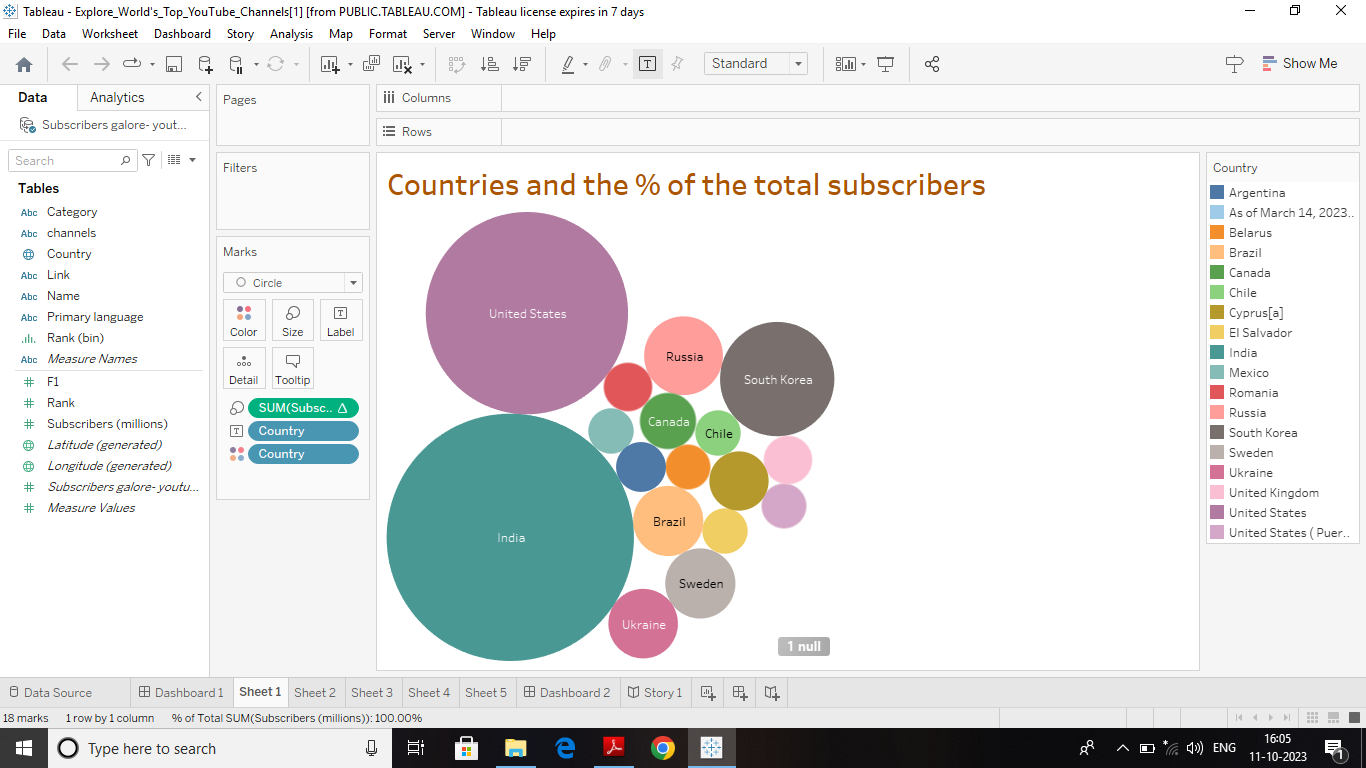 Tableau - Explore_World's_Top_YouTube_Channels[1] [from PUBLIC.TABLEAU.COM] - Tableau license expires in 7 days
File Data Worksheet Dashboard Story Analysis Map Format Server Window Help
Standard
Show Me
Data Analytics
Subscribers galore- yout...
Search
Tables
Abc Category
Abc channels
Country
Abc Link
Abc Name
Abc Primary language
Rank (bin)
Abc Measure Names
F1
Rank
Subscribers (millions)
Latitude (generated)
Longitude (generated)
Subscribers galore- youtu...
Measure Values
Pages
Filters
Marks
Circle
Color Size Label
Detail Tooltip
SUM(Subsc..
Country
Country
Columns
Rows
Countries and the % of the total subscribers
United States
Russia
South Korea
Canada
Chile
Brazil
India
Sweden
Ukraine
1 null
Country
Argentina
As of March 14, 2023..
Belarus
Brazil
Canada
Chile
Cyprus[a]
El Salvador
India
Mexico
Romania
Russia
South Korea
Sweden
Ukraine
United Kingdom
United States
United States ( Puer..
Data Source Dashboard 1 Sheet 1 Sheet 2 Sheet 3 Sheet 4 Sheet 5 Dashboard 2 Story 1
18 marks 1 row by 1 column % of Total SUM(Subscribers (millions)): 100.00%
Type here to search
ENG
16:05
11-10-2023
1